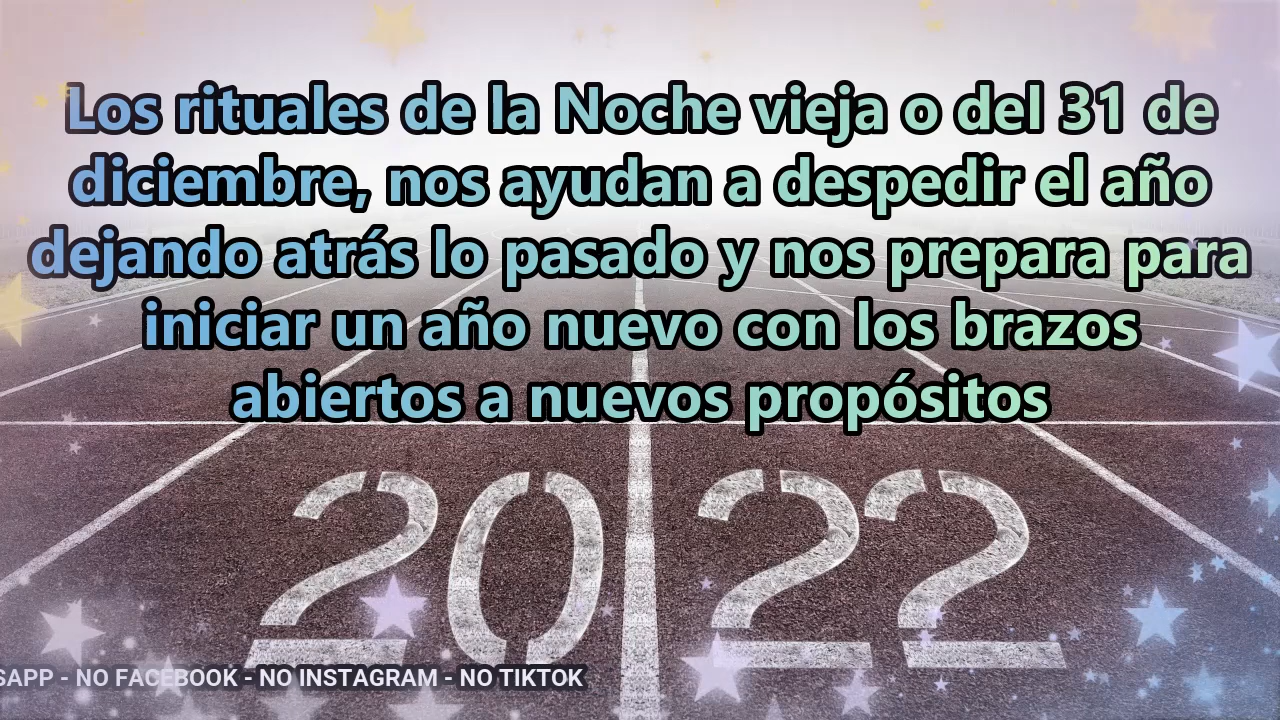 Los rituales de la Noche vieja o del 31 de
diciembre, nos ayudan a despedir el año
dejando atrás lo pasado y nos prepara para
iniciar un año nuevo con los brazos
abiertos a nuevos propósitos
2022
- NO FACEBOOK - NO INSTAGRAM - NO TIKTOK